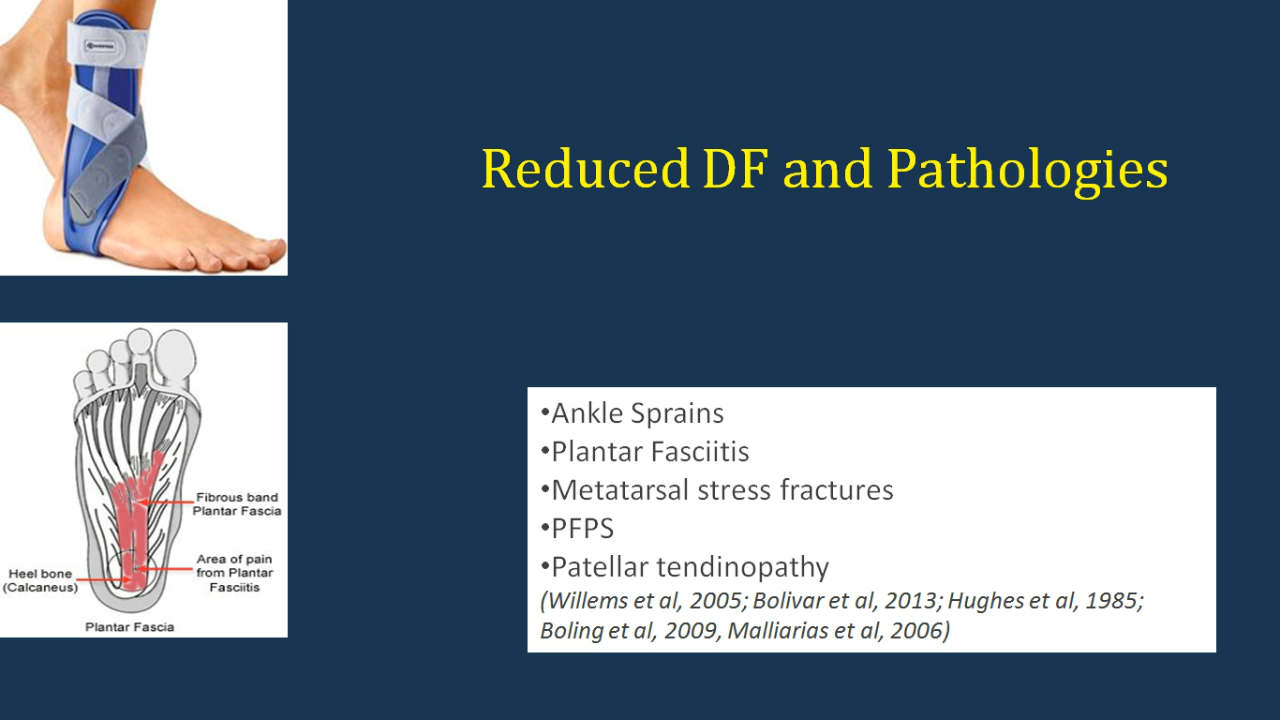 Reduced DF and Pathologies
Fibrous band
Plantar Fascia
Area of pain
from Plantar
Fasciitis
Heel bone
(Calcaneus)
Plantar Fascia
•Ankle Sprains
•Plantar Fasciitis
•Metatarsal stress fractures
•PFPS
•Patellar tendinopathy
(Willems et al, 2005; Bolivar et al, 2013; Hughes et al, 1985;
Boling et al, 2009, Malliarias et al, 2006)